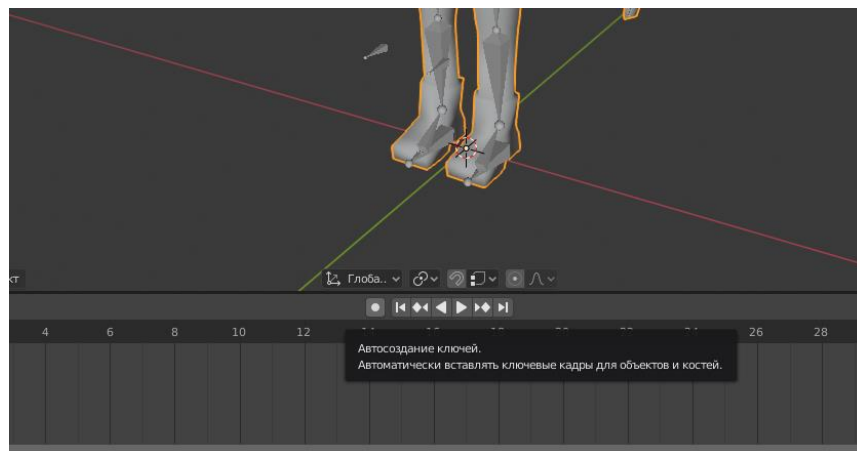 кт
Глоба..
4 6 8 10 12 26 28
Автосоздание ключей.
Автоматически вставлять ключевые кадры для объектов и костей.